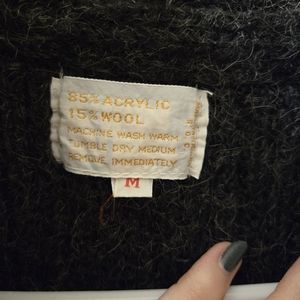 85% ACRYLIC
15% WOOL
MACHINE WASH WARM
TUMBLE DRY MEDIUM
REMOVE IMMEDIATELY
M